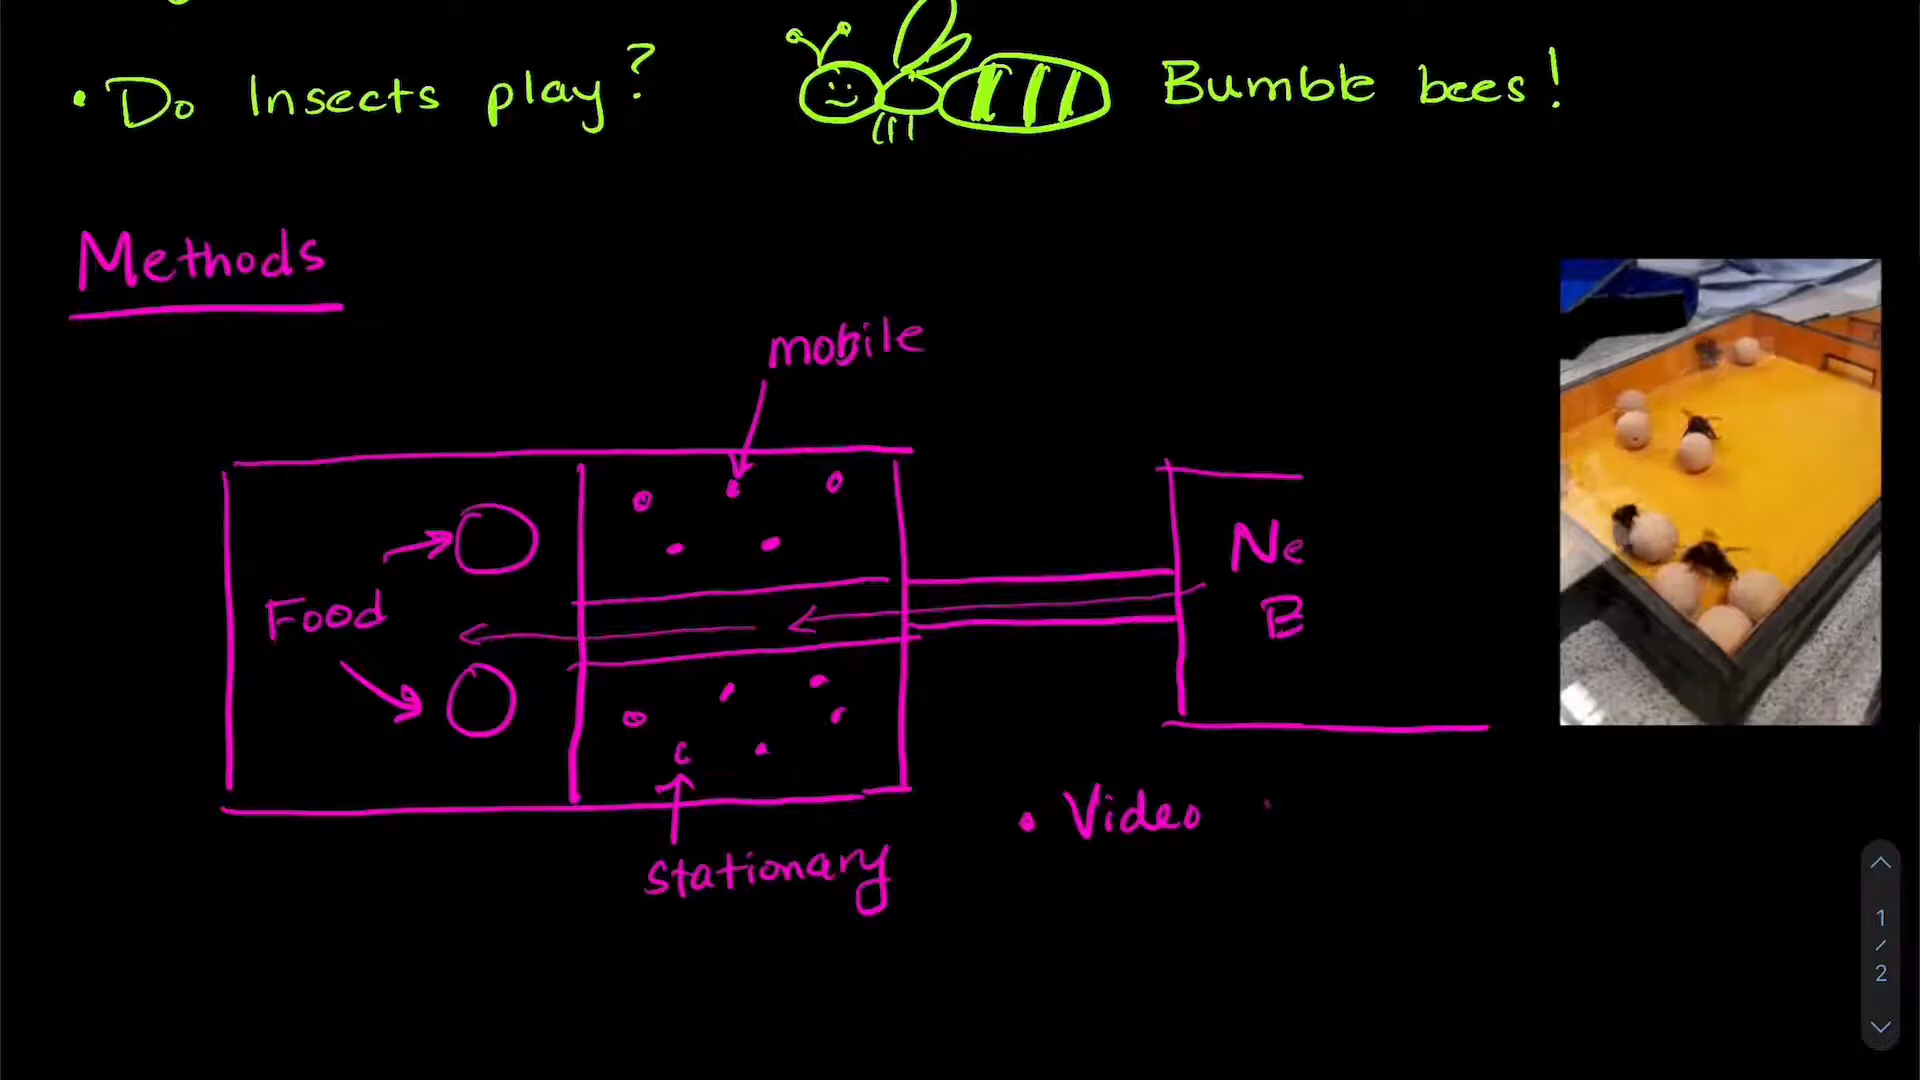 • Do Insects play? Bumble bees!
Methods
mobile
Food
Ne
B
stationary
• Video
1
/
2